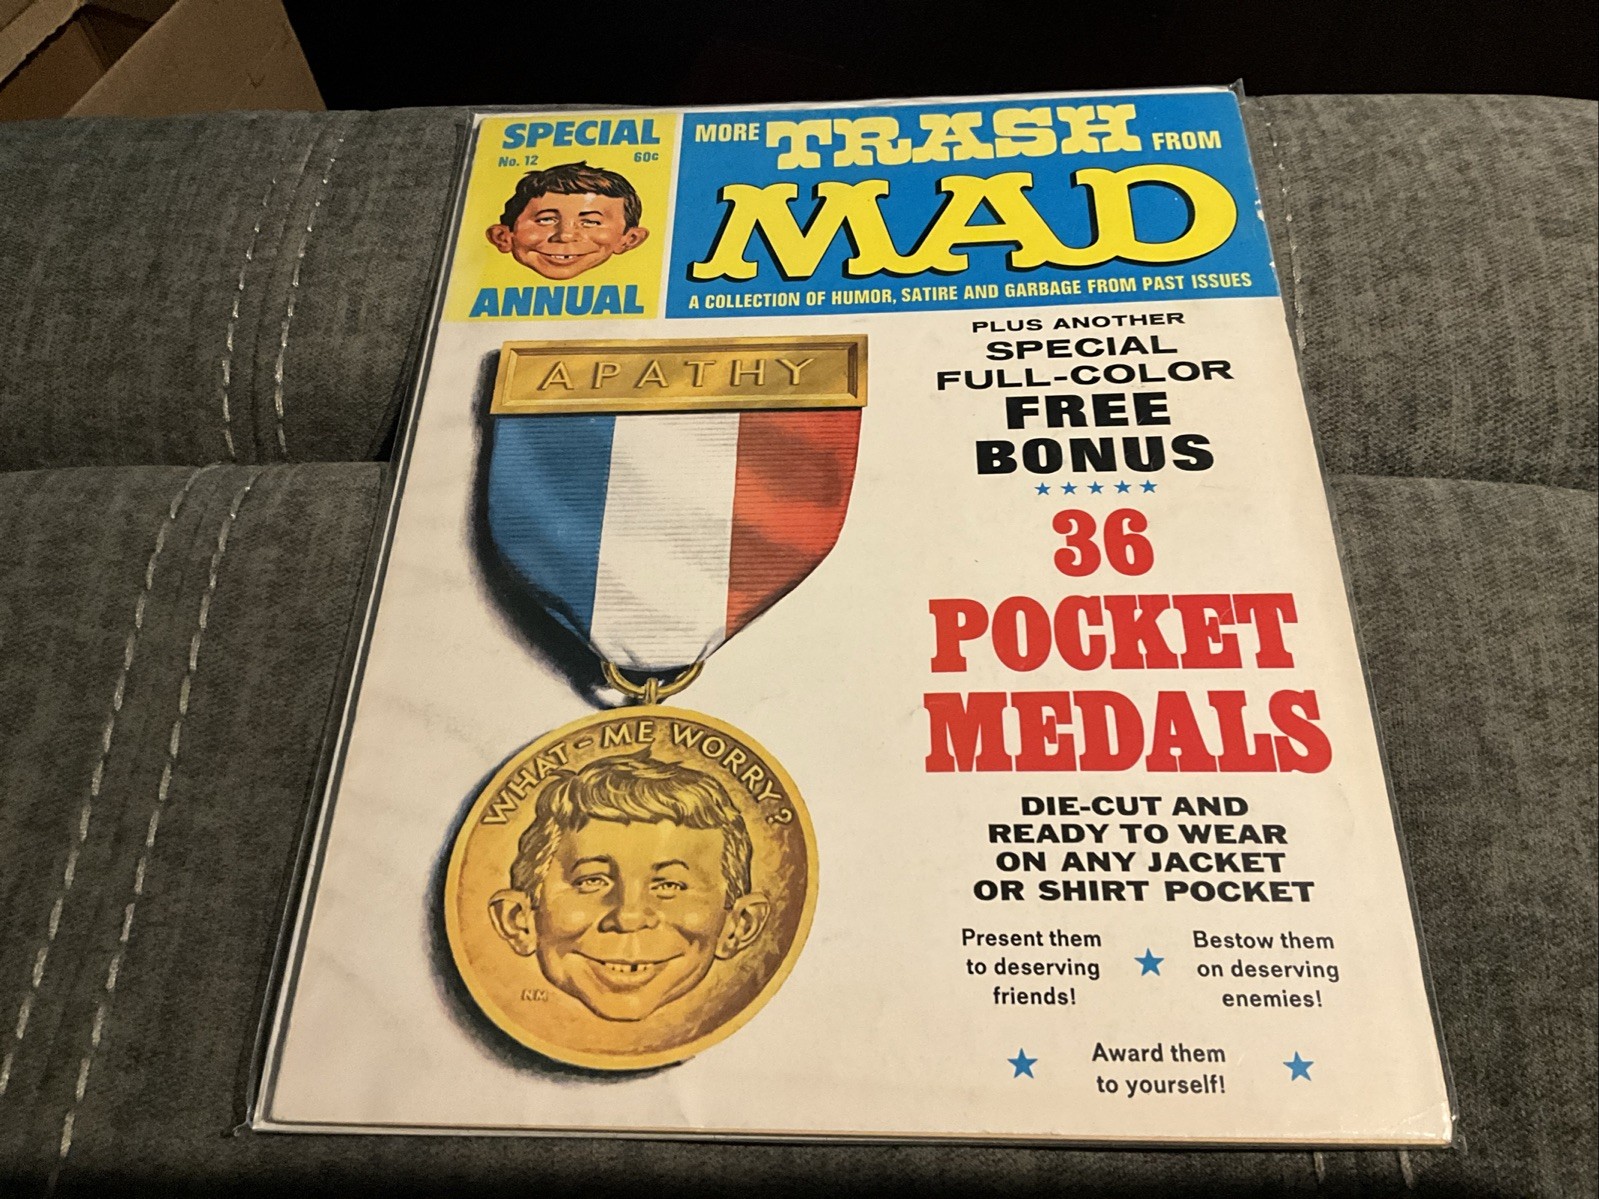 SPECIAL
No. 12 60c
ANNUAL
MORE TRASH FROM
MAD
A COLLECTION OF HUMOR, SATIRE AND GARBAGE FROM PAST ISSUES
APATHY
WHAT - ME WORRY?
NM
PLUS ANOTHER
SPECIAL
FULL-COLOR
FREE
BONUS
36
POCKET
MEDALS
DIE-CUT AND
READY TO WEAR
ON ANY JACKET
OR SHIRT POCKET
Present them
to deserving
friends!
Bestow them
on deserving
enemies!
Award them
to yourself!